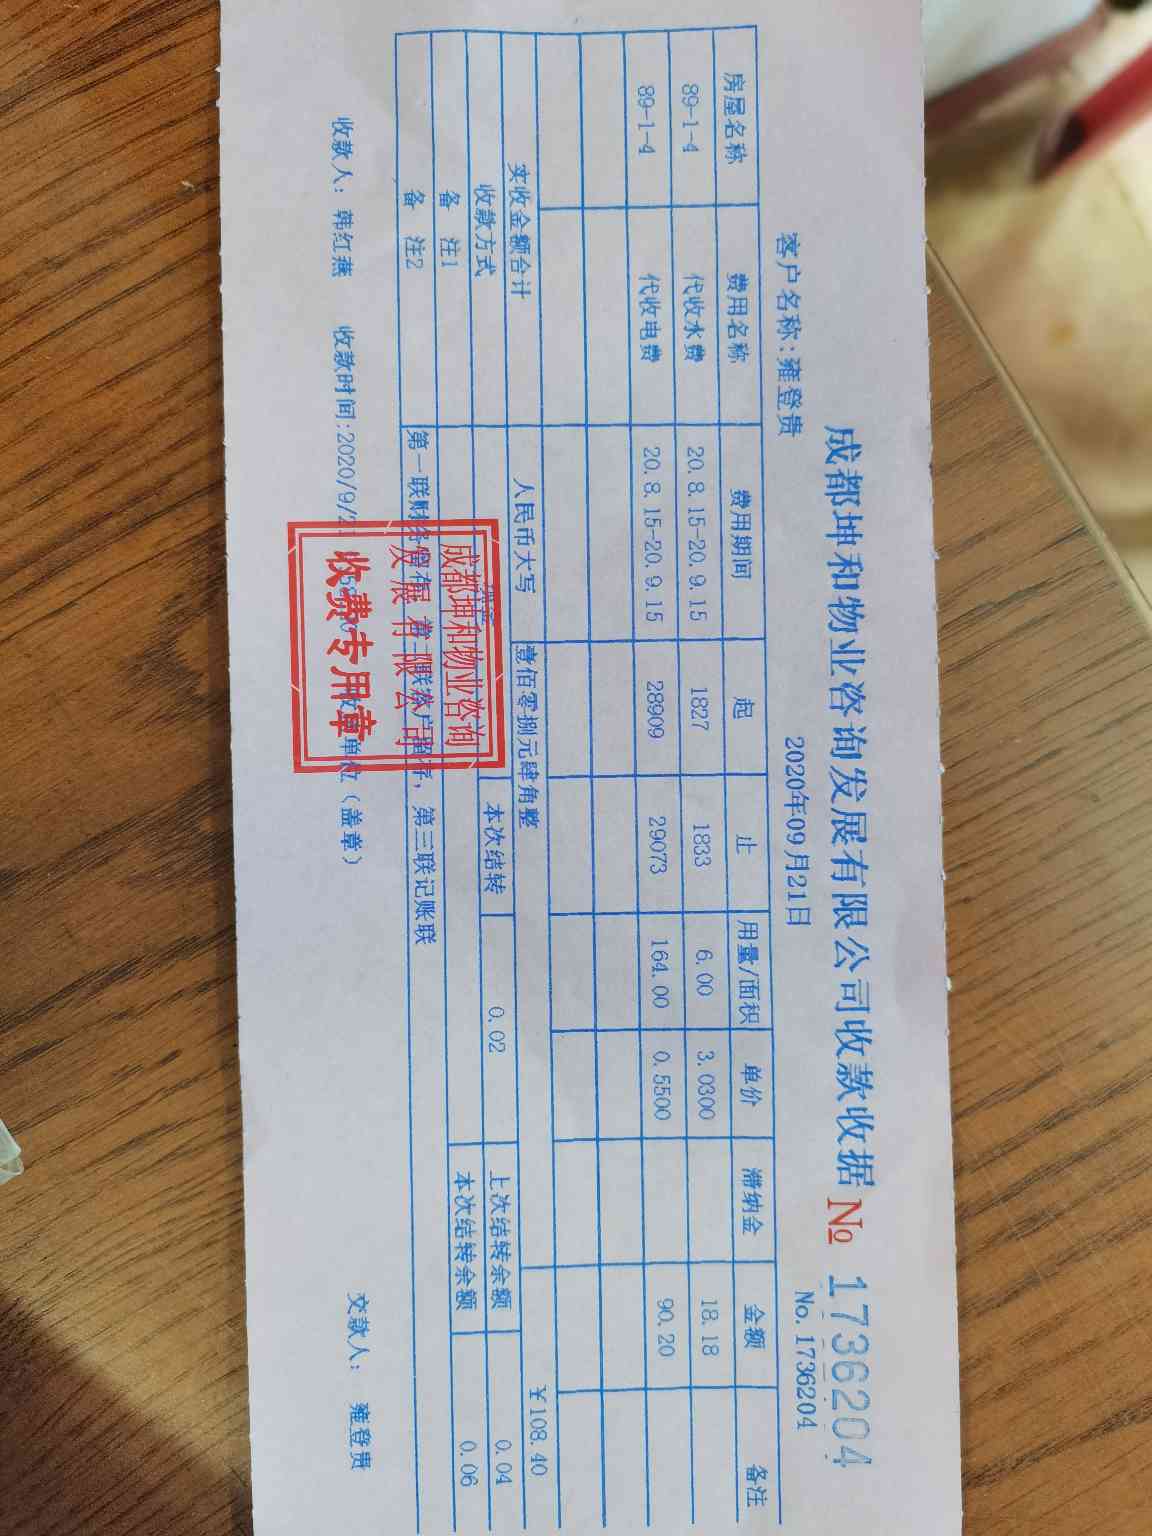 成都坤和物业咨询发展有限公司收款收据 № 1736204
客户名称:雍登贵 2020年09月21日 No.1736204
房屋名称 费用名称 费用期间 起 止 用量/面积 单价 滞纳金 金额 备注
89-1-4 代收水费 20.8.15-20.9.15 1827 1833 6.00 3.0300 18.18
89-1-4 代收电费 20.8.15-20.9.15 28909 29073 164.00 0.5500 90.20
实收金额合计 人民币大写 壹佰零捌元肆角整 ¥108.40
收款方式 本次结转 0.02 上次结转余额 0.04
备 注1 本次结转余额 0.06
备 注2 第一联财务留存, 第二联客户留存, 第三联记账联
收款人: 韩红燕 收款时间:2020/9/2 收款单位(盖章) 交款人: 雍登贵
成都坤和物业咨询
发展有限公司
收费专用章